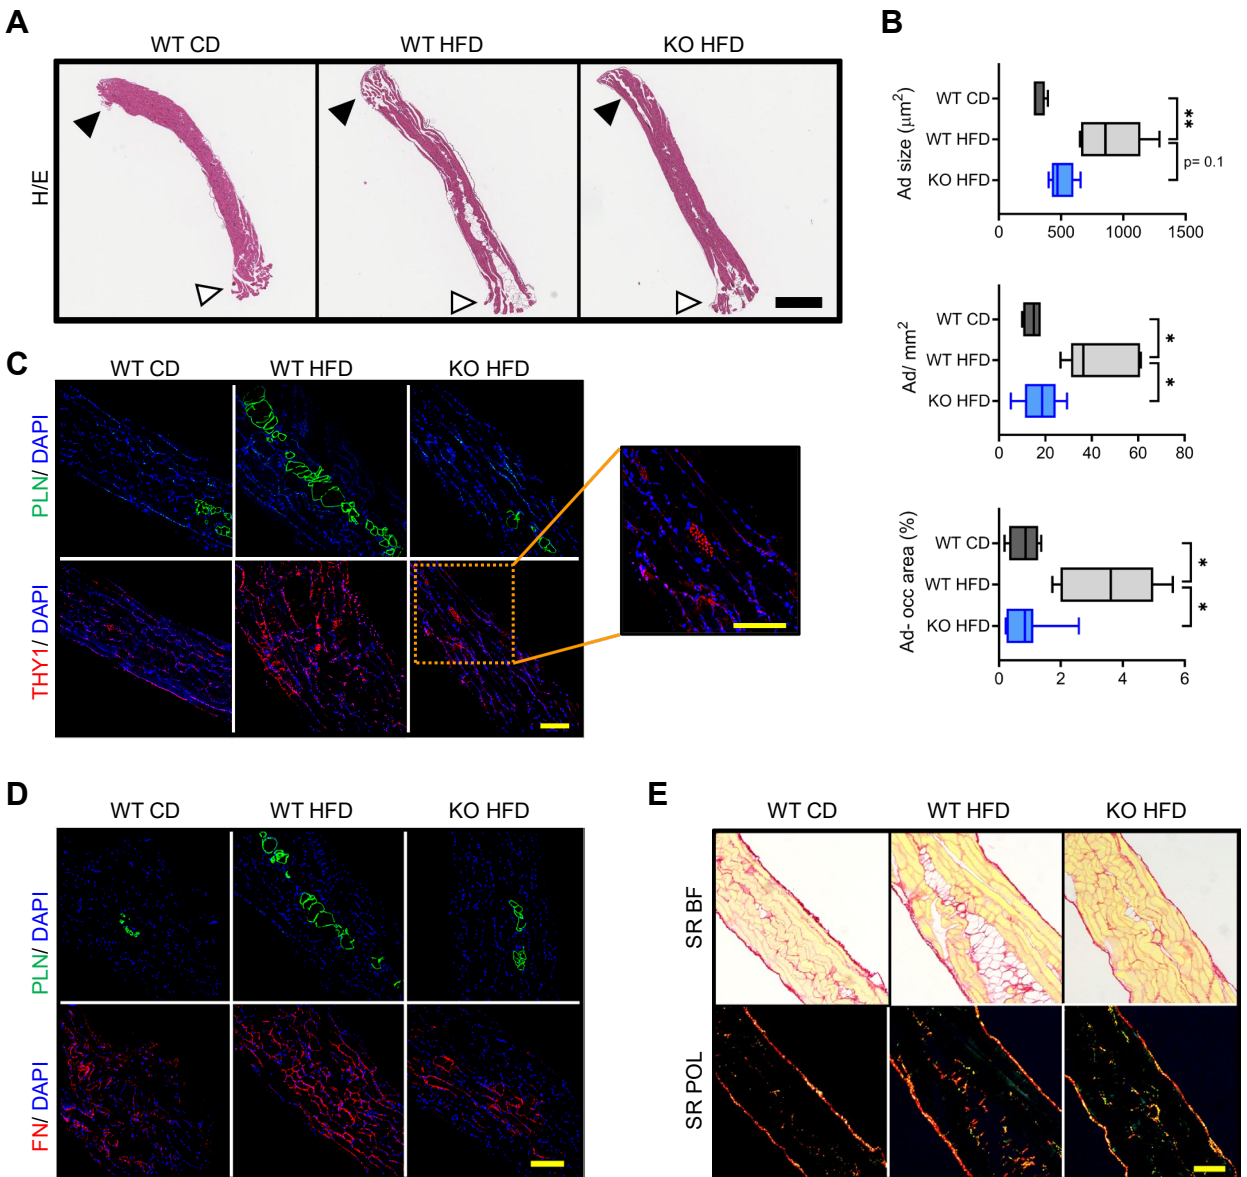 A
WT CD
WT HFD
KO HFD
H/E
B
Ad size (μm²)
WT CD
WT HFD
KO HFD
**
p= 0.1
0
500
1000
1500
Ad/ mm²
WT CD
WT HFD
KO HFD
*
*
0
20
40
60
80
Ad- occ area (%)
WT CD
WT HFD
KO HFD
*
*
0
2
4
6
C
WT CD
WT HFD
KO HFD
PLN/ DAPI
THY1/ DAPI
D
WT CD
WT HFD
KO HFD
PLN/ DAPI
FN/ DAPI
E
WT CD
WT HFD
KO HFD
SR BF
SR POL